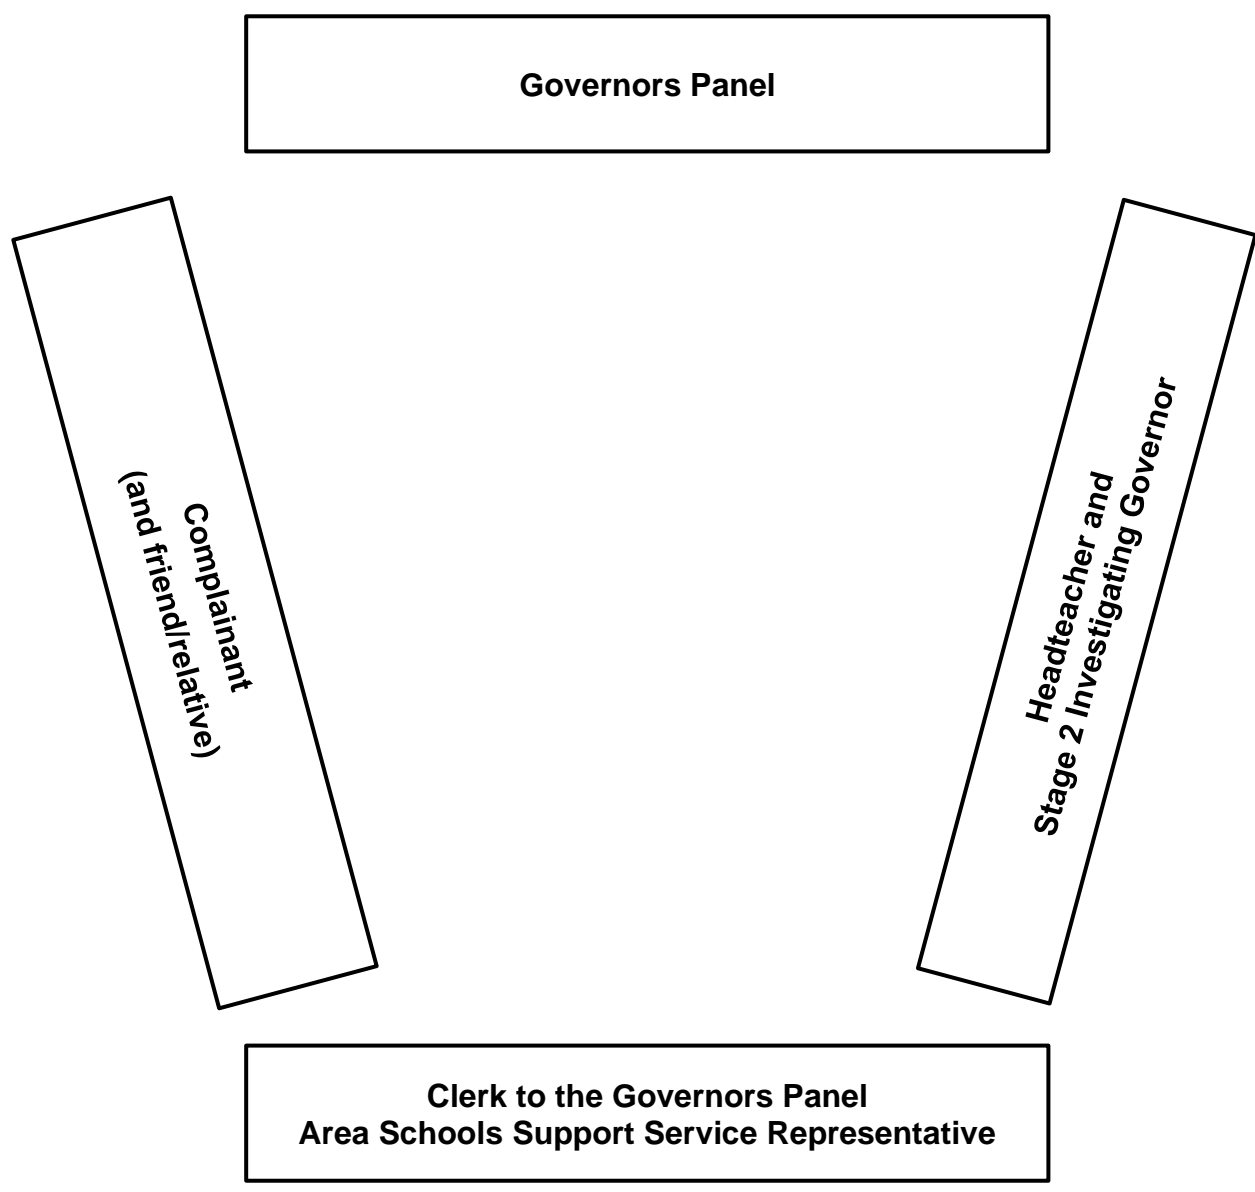 Governors Panel
Complainant
(and friend/relative)
Headteacher and
Stage 2 Investigating Governor
Clerk to the Governors Panel
Area Schools Support Service Representative